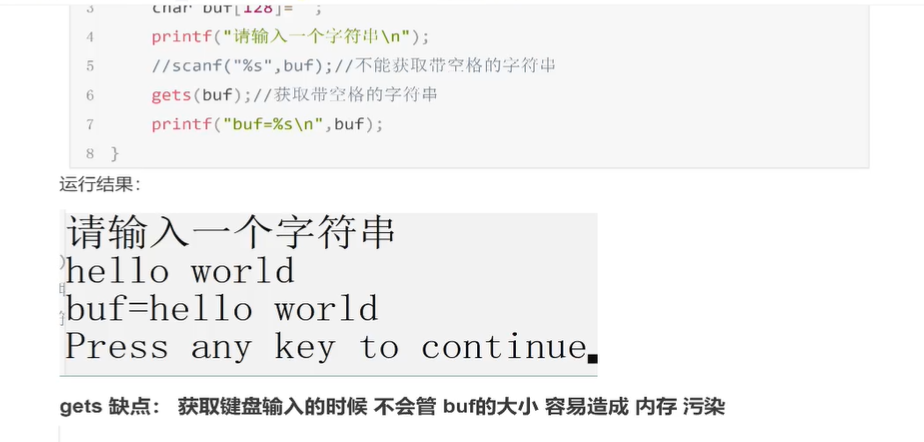 3 char buf[128]="";
4 printf("请输入一个字符串\n");
5 //scanf("%s",buf);//不能获取带空格的字符串
6 gets(buf);//获取带空格的字符串
7 printf("buf=%s\n",buf);
8 }
运行结果：
请输入一个字符串
hello world
buf=hello world
Press any key to continue
gets 缺点： 获取键盘输入的时候 不会管 buf的大小 容易造成 内存 污染